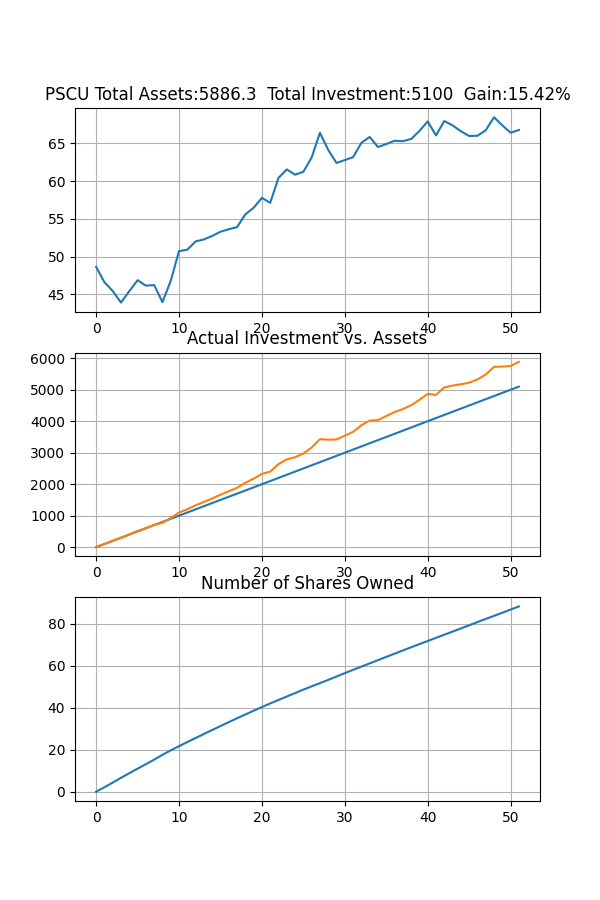 PSCU Total Assets:5886.3  Total Investment:5100  Gain:15.42%
65
60
55
50
45
0 10 20 30 40 50
Actual Investment vs. Assets
6000
5000
4000
3000
2000
1000
0
0 10 20 30 40 50
Number of Shares Owned
80
60
40
20
0
0 10 20 30 40 50